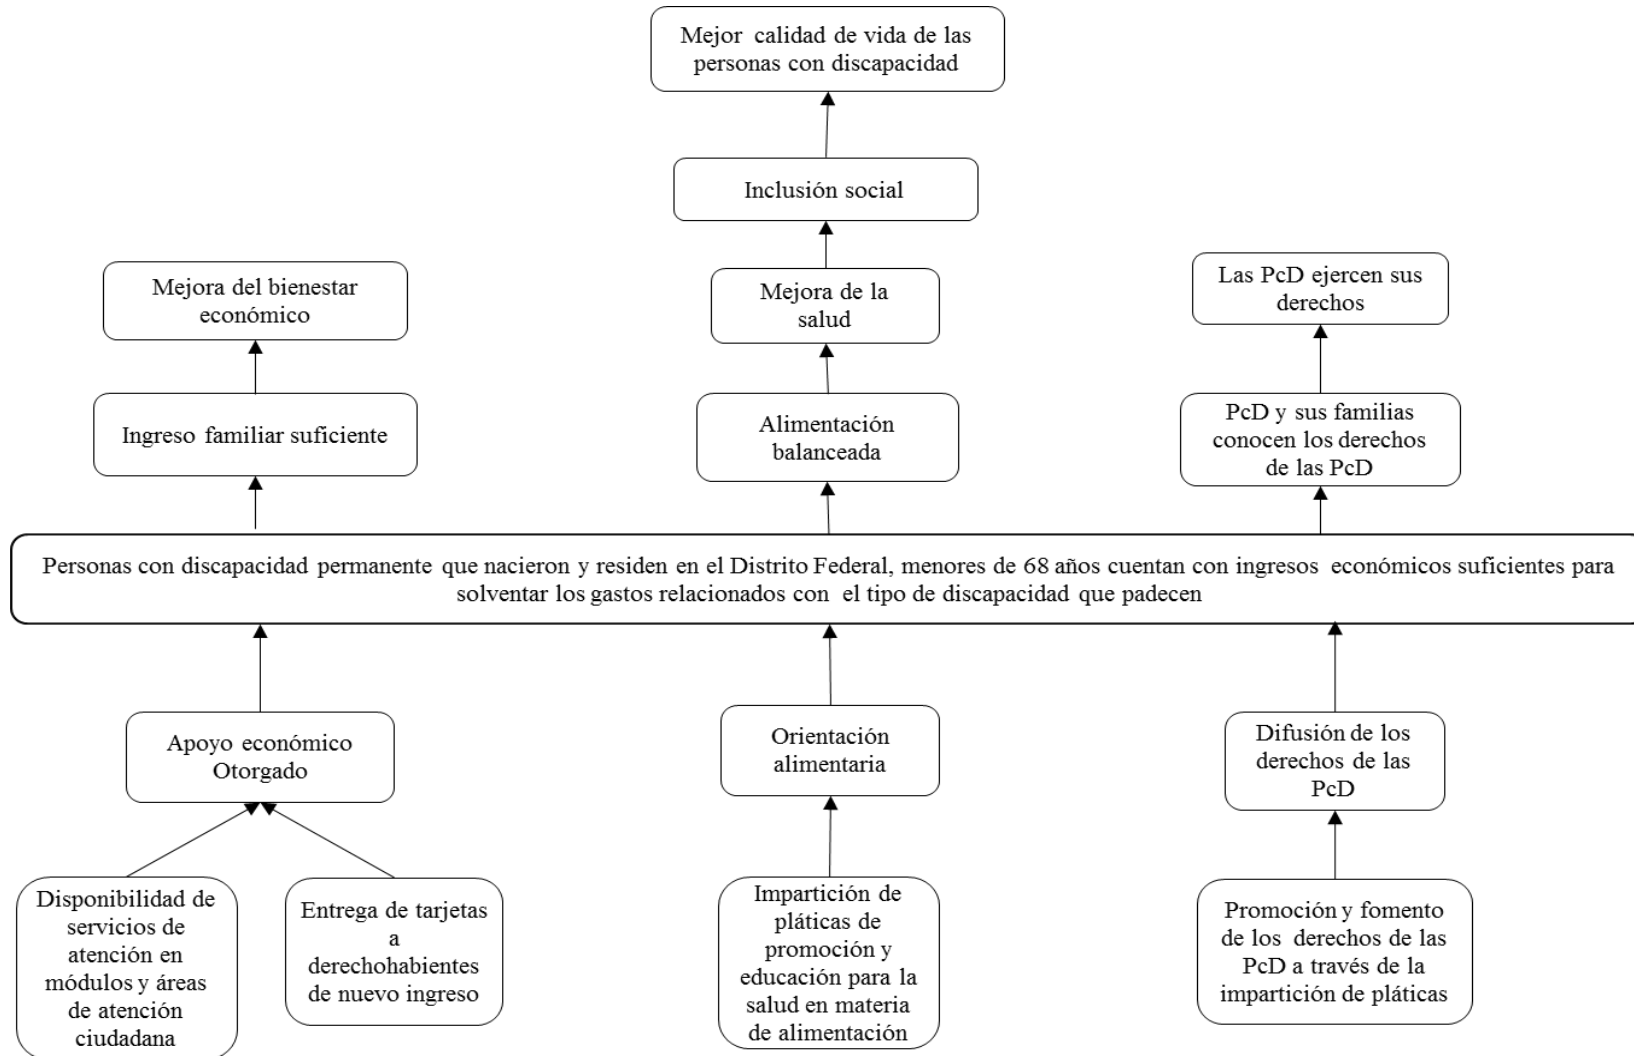 Mejor calidad de vida de las
personas con discapacidad
Inclusión social
Mejora del bienestar
económico
Mejora de la
salud
Las PcD ejercen sus
derechos
Ingreso familiar suficiente
Alimentación
balanceada
PcD y sus familias
conocen los derechos
de las PcD
Personas con discapacidad permanente que nacieron y residen en el Distrito Federal, menores de 68 años cuentan con ingresos económicos suficientes para
solventar los gastos relacionados con el tipo de discapacidad que padecen
Apoyo económico
Otorgado
Orientación
alimentaria
Difusión de los
derechos de las
PcD
Disponibilidad de
servicios de
atención en
módulos y áreas
de atención
ciudadana
Entrega de tarjetas
a
derechohabientes
de nuevo ingreso
Impartición de
pláticas de
promoción y
educación para la
salud en materia
de alimentación
Promoción y fomento
de los derechos de las
PcD a través de la
impartición de pláticas